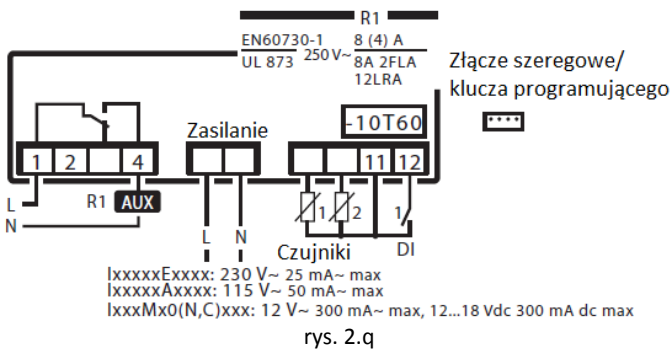 R1
EN60730-1
UL 873
250 V~
8 (4) A
8A 2FLA
12LRA
Złącze szeregowe/
klucza programującego
-10T60
Zasilanie
1 2 4
11 12
L
N
R1 AUX
L N
1 2 1
Czujniki
DI
IxxxxxExxxx: 230 V~ 25 mA~ max
IxxxxxAxxxx: 115 V~ 50 mA~ max
IxxxMx0(N,C)xxx: 12 V~ 300 mA~ max, 12...18 Vdc 300 mA dc max
rys. 2.q